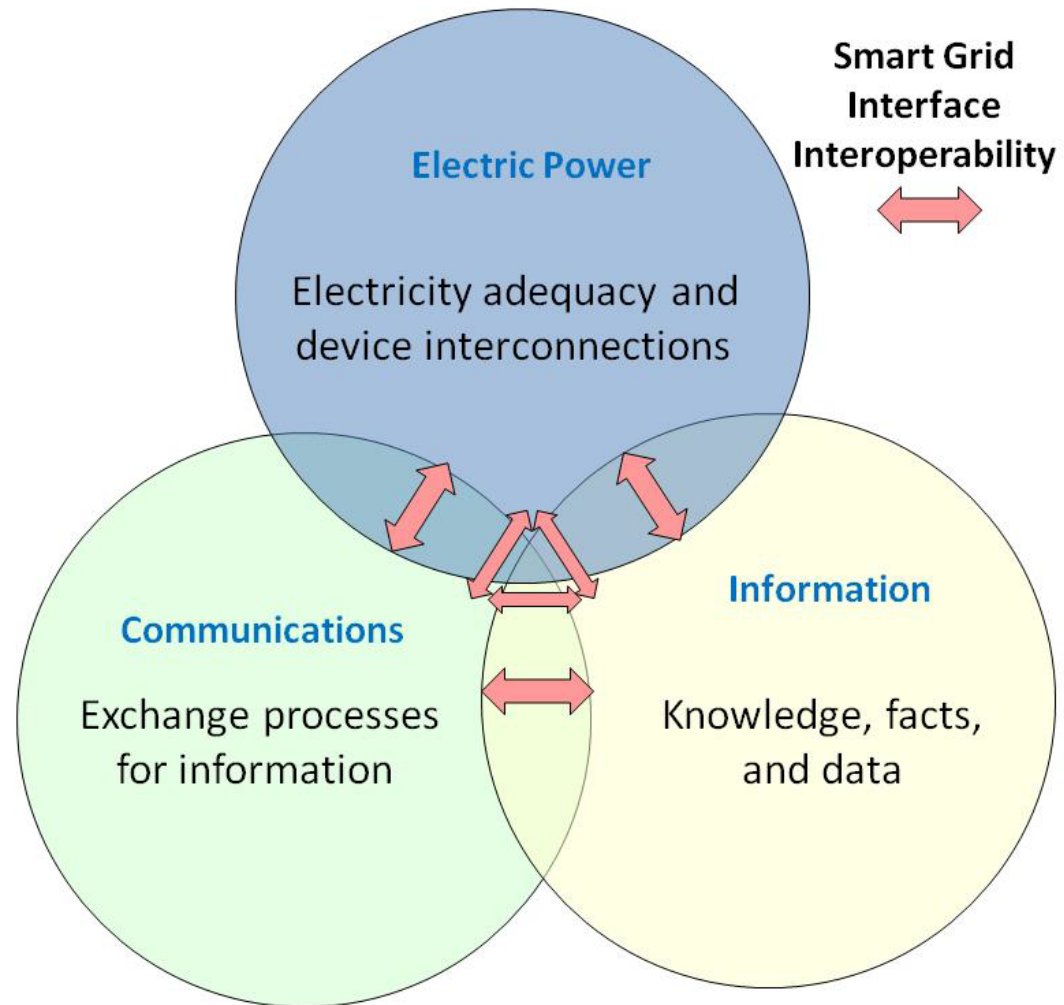 Smart Grid
Interface
Interoperability
Electric Power
Electricity adequacy and
device interconnections
Communications
Exchange processes
for information
Information
Knowledge, facts,
and data